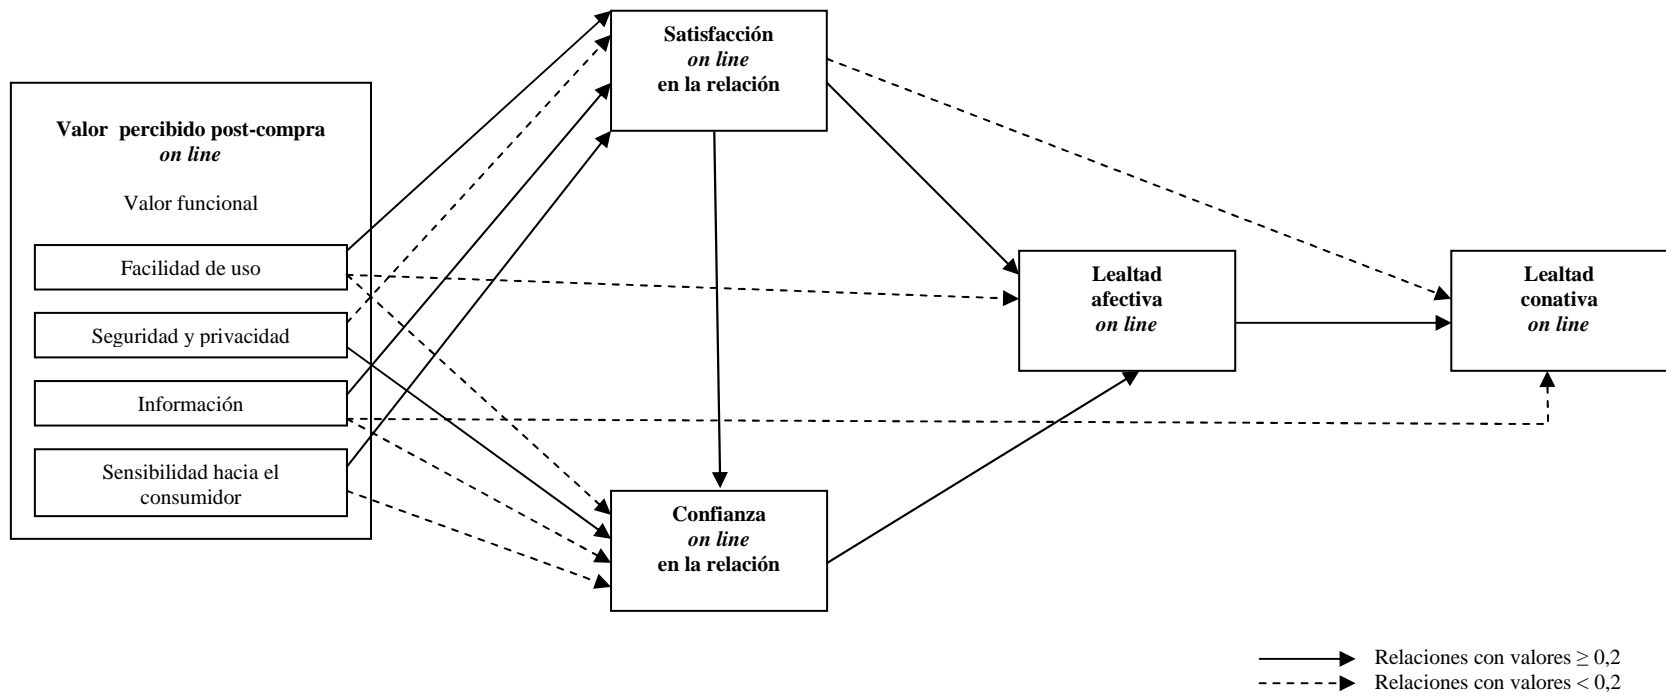 Valor percibido post-compra
on line
Valor funcional
Facilidad de uso
Seguridad y privacidad
Información
Sensibilidad hacia el
consumidor
Satisfacción
on line
en la relación
Confianza
on line
en la relación
Lealtad
afectiva
on line
Lealtad
conativa
on line
Relaciones con valores ≥ 0,2
Relaciones con valores < 0,2